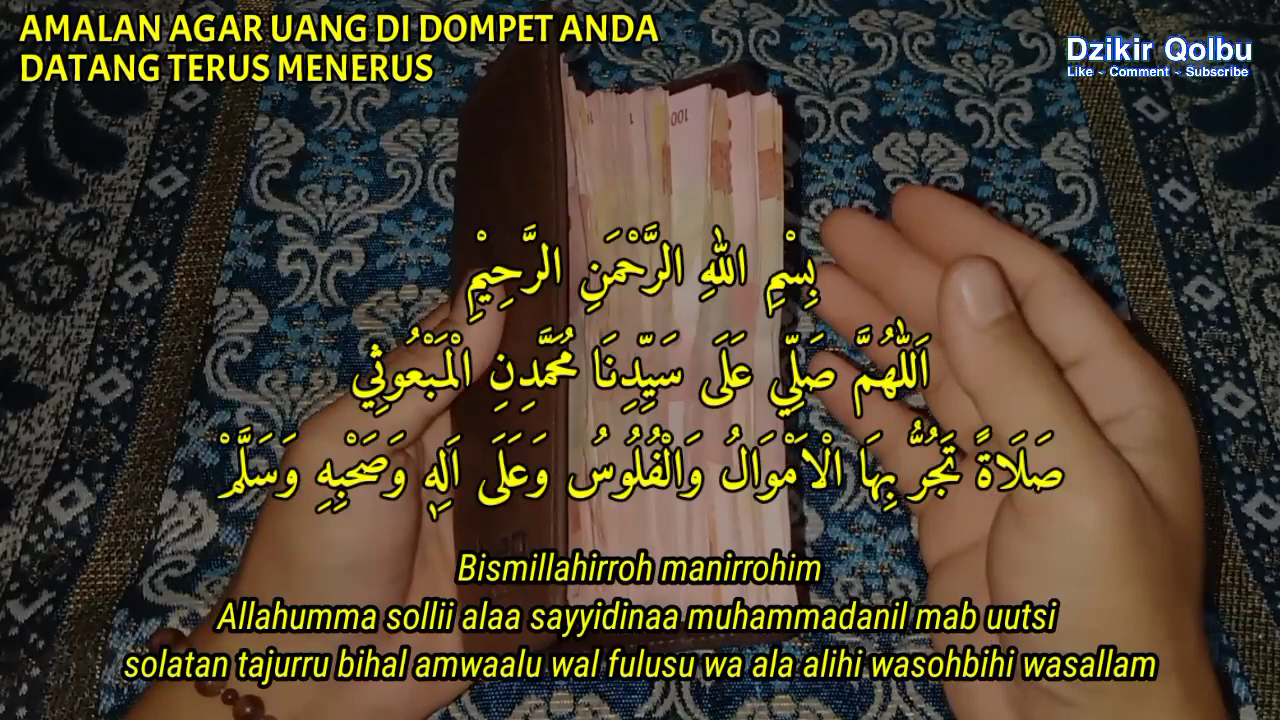 AMALAN AGAR UANG DI DOMPET ANDA
DATANG TERUS MENERUS
Dzikir Qolbu
Like ~ Comment ~ Subscribe
100
بِسْمِ اللهِ الرَّحْمَنِ الرَّحِيْمِ
اَللّٰهُمَّ صَلِّي عَلَى سَيِّدِنَا مُحَمَّدِنِ الْمَبْعُوثِي
صَلَاةً تَجُرُّ بِهَا الْاَمْوَالُ وَالْفُلُوسُ وَعَلَى اَلِهٖ وَصَحْبِهِ وَسَلَّمْ
Bismillahirroh manirrohim
Allahumma sollii alaa sayyidinaa muhammadanil mab uutsi
solatan tajurru bihal amwaalu wal fulusu wa ala alihi wasohbihi wasallam